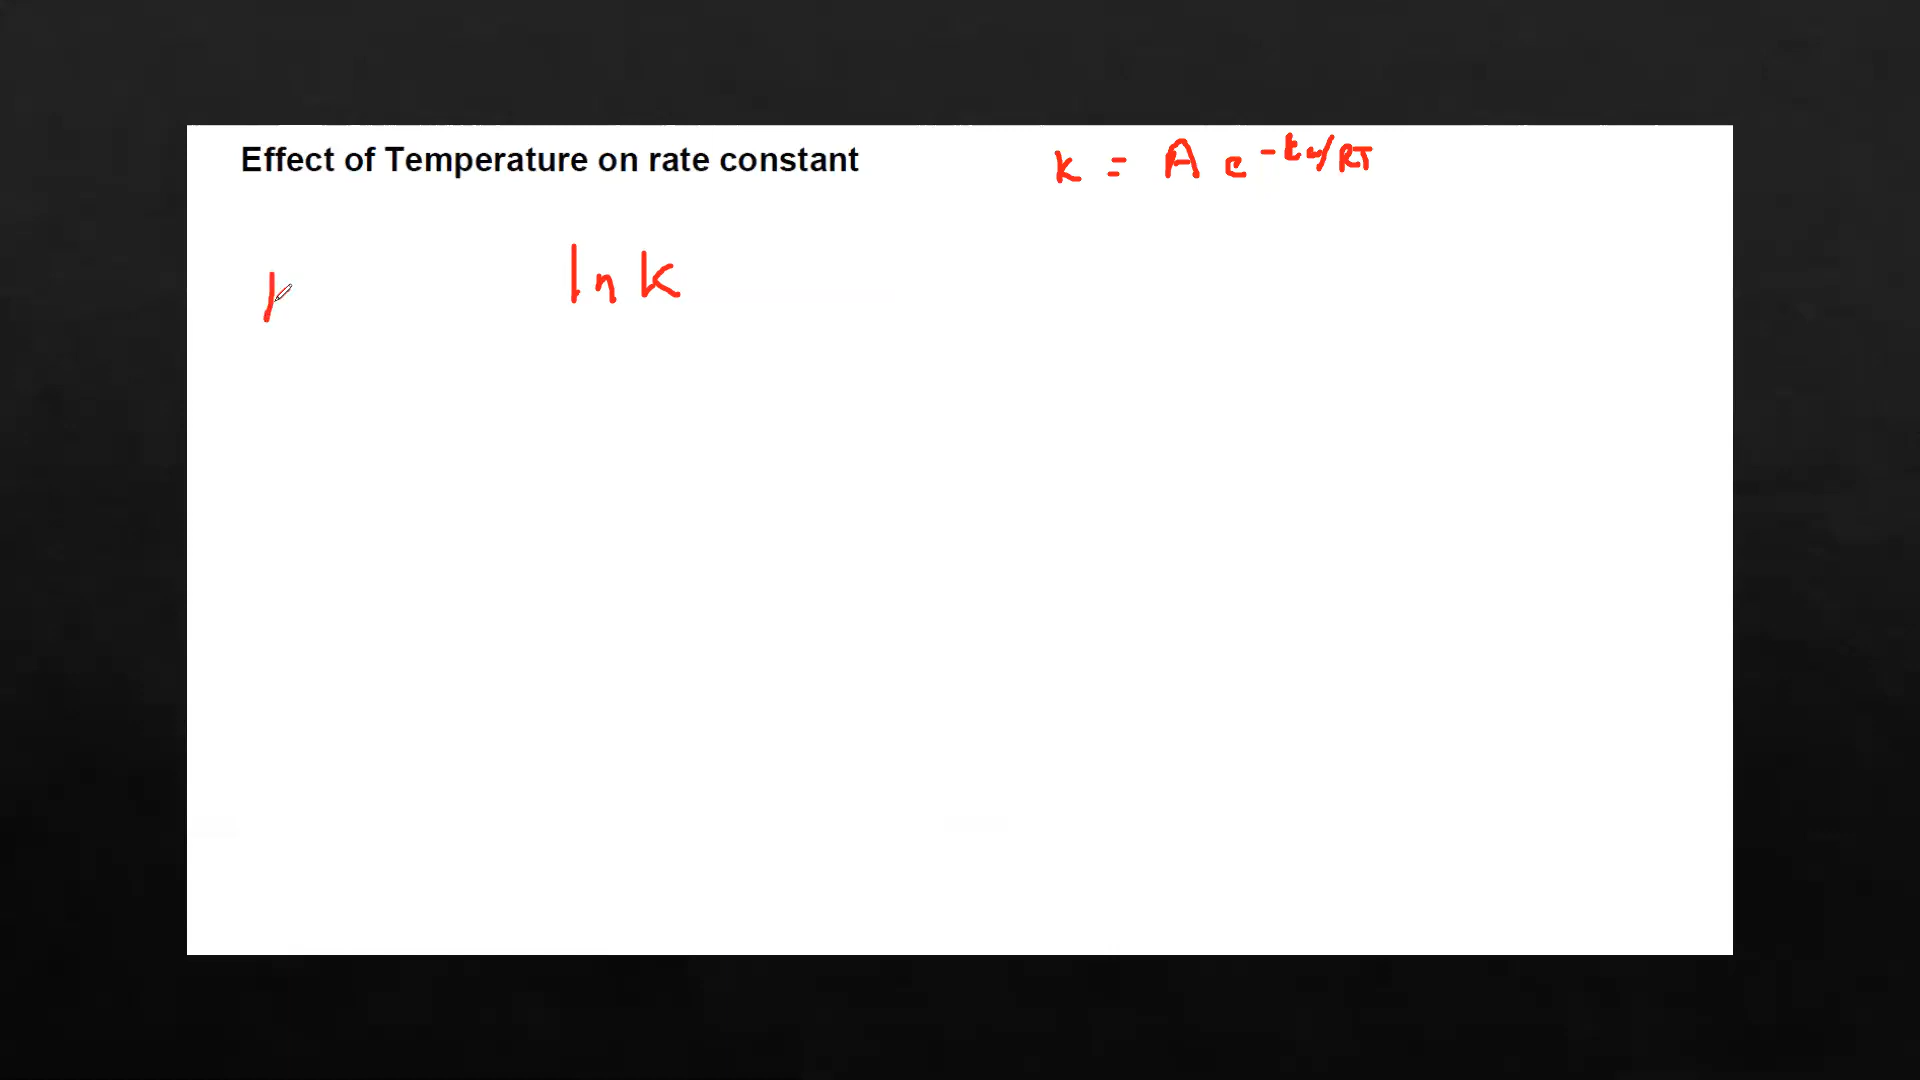 Effect of Temperature on rate constant
k = A e^-Ea/RT
ln k